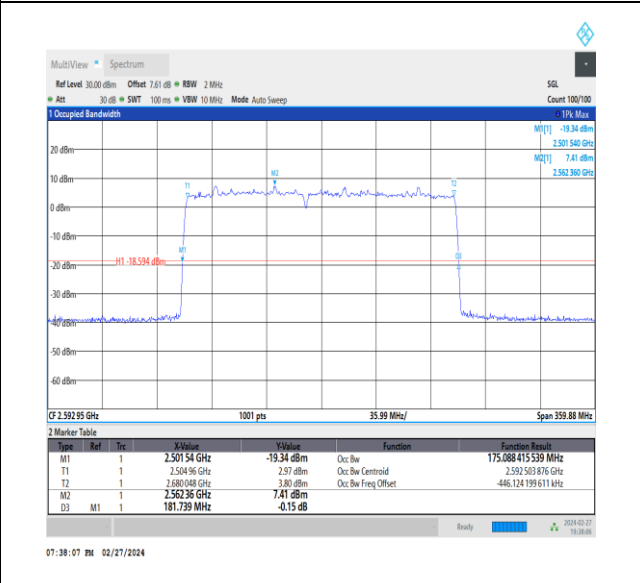 MultiView Spectrum
Ref Level 30.00 dBm Offset 7.61 dB RBW 2 MHz SGL
Att 30 dB SWT 100 ms VBW 10 MHz Mode Auto Sweep Count 100/100
1 Occupied Bandwidth 1Pk Max
M1[1] -19.34 dBm
2.501 540 GHz
M2[1] 7.41 dBm
2.562 360 GHz
20 dBm
10 dBm
M2
T1
T2
0 dBm
-10 dBm
M1
D3
H1 -18.594 dBm
-20 dBm
-30 dBm
-40 dBm
-50 dBm
-60 dBm
CF 2.592 95 GHz 1001 pts 35.99 MHz/ Span 359.88 MHz
2 Marker Table
Type Ref Trc X-Value Y-Value Function Function Result
M1 1 2.501 54 GHz -19.34 dBm Occ Bw 175.088 415 539 MHz
T1 1 2.504 96 GHz 2.97 dBm Occ Bw Centroid 2.592 503 876 GHz
T2 1 2.680 048 GHz 3.80 dBm Occ Bw Freq Offset -446.124 199 611 kHz
M2 1 2.562 36 GHz 7.41 dBm
D3 M1 1 181.739 MHz -0.15 dB
Ready 2024-02-27
19:38:06
07:38:07 PM 02/27/2024